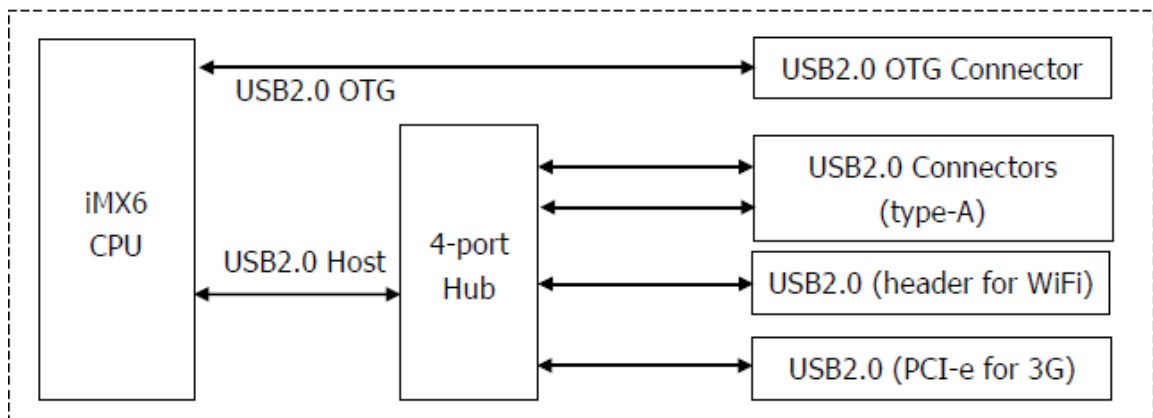 USB2.0 OTG Connector
USB2.0 OTG
USB2.0 Connectors
(type-A)
iMX6
CPU
4-port
Hub
USB2.0 Host
USB2.0 (header for WiFi)
USB2.0 (PCI-e for 3G)